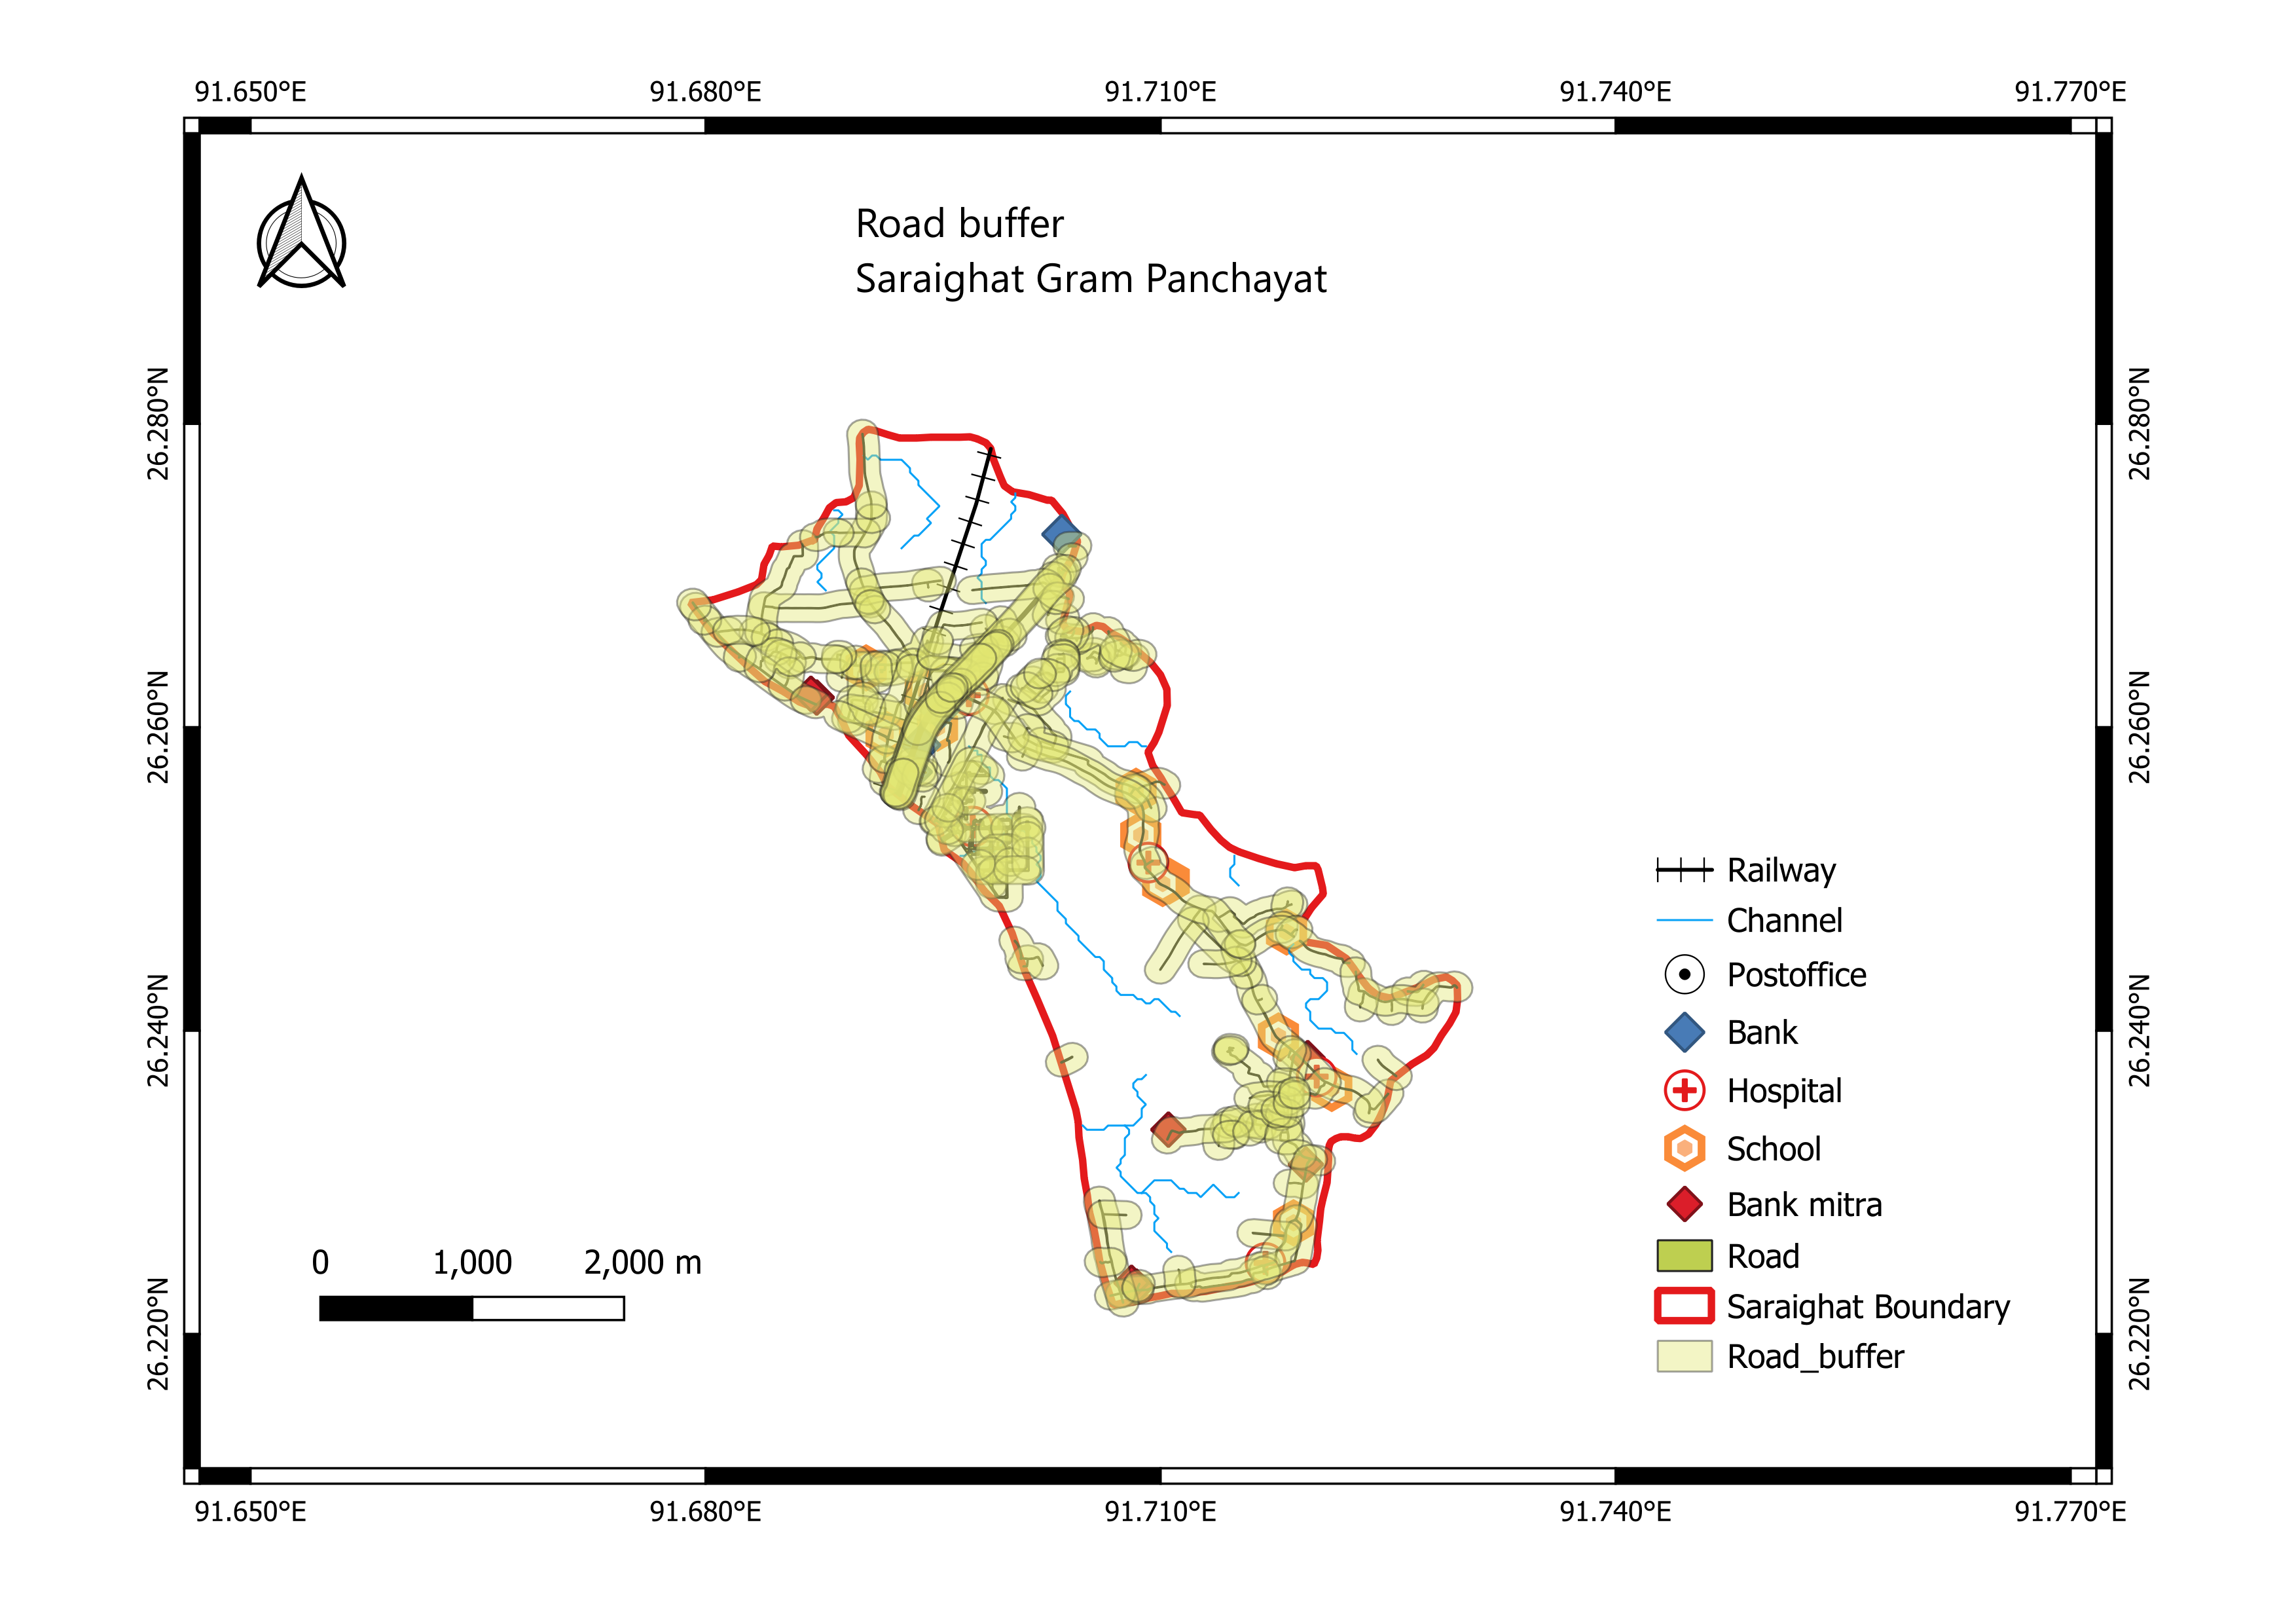 91.650°E 91.680°E 91.710°E 91.740°E 91.770°E
Road buffer
Saraighat Gram Panchayat
26.280°N 26.280°N
26.260°N 26.260°N
26.240°N 26.240°N
26.220°N 26.220°N
Railway
Channel
Postoffice
Bank
Hospital
School
Bank mitra
Road
Saraighat Boundary
Road_buffer
0 1,000 2,000 m
91.650°E 91.680°E 91.710°E 91.740°E 91.770°E